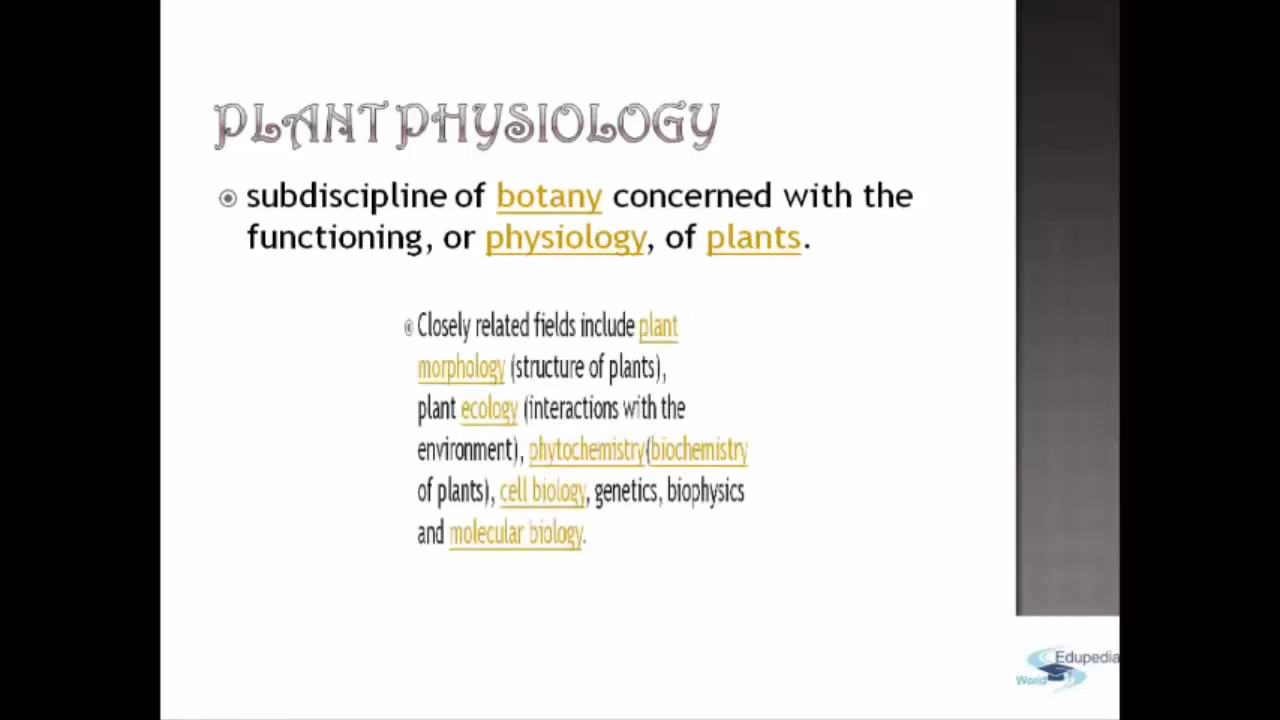 PLANT PHYSIOLOGY
subdiscipline of botany concerned with the
functioning, or physiology, of plants.
Closely related fields include plant
morphology (structure of plants),
plant ecology (interactions with the
environment), phytochemistry(biochemistry
of plants), cell biology, genetics, biophysics
and molecular biology.
Edupedia
World